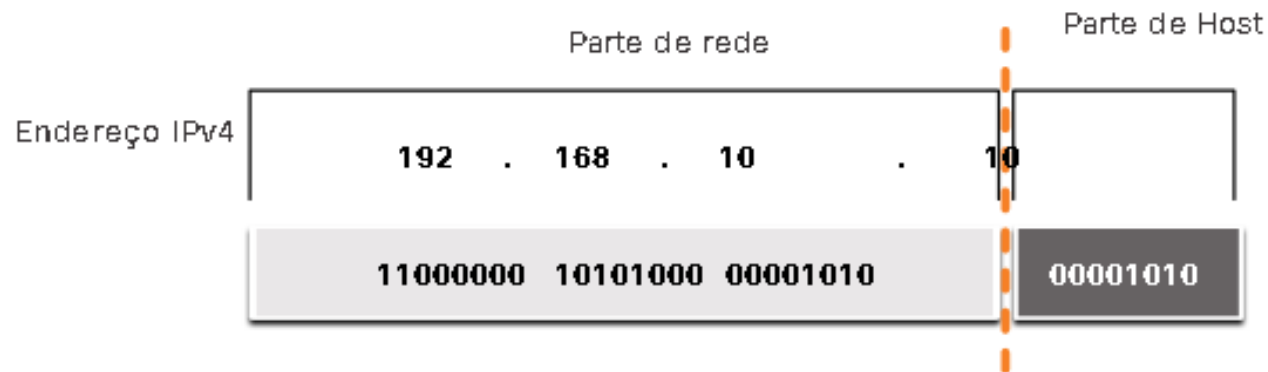 Parte de rede
Parte de Host
Endereço IPv4
192 . 168 . 10 . 10
11000000 10101000 00001010 00001010